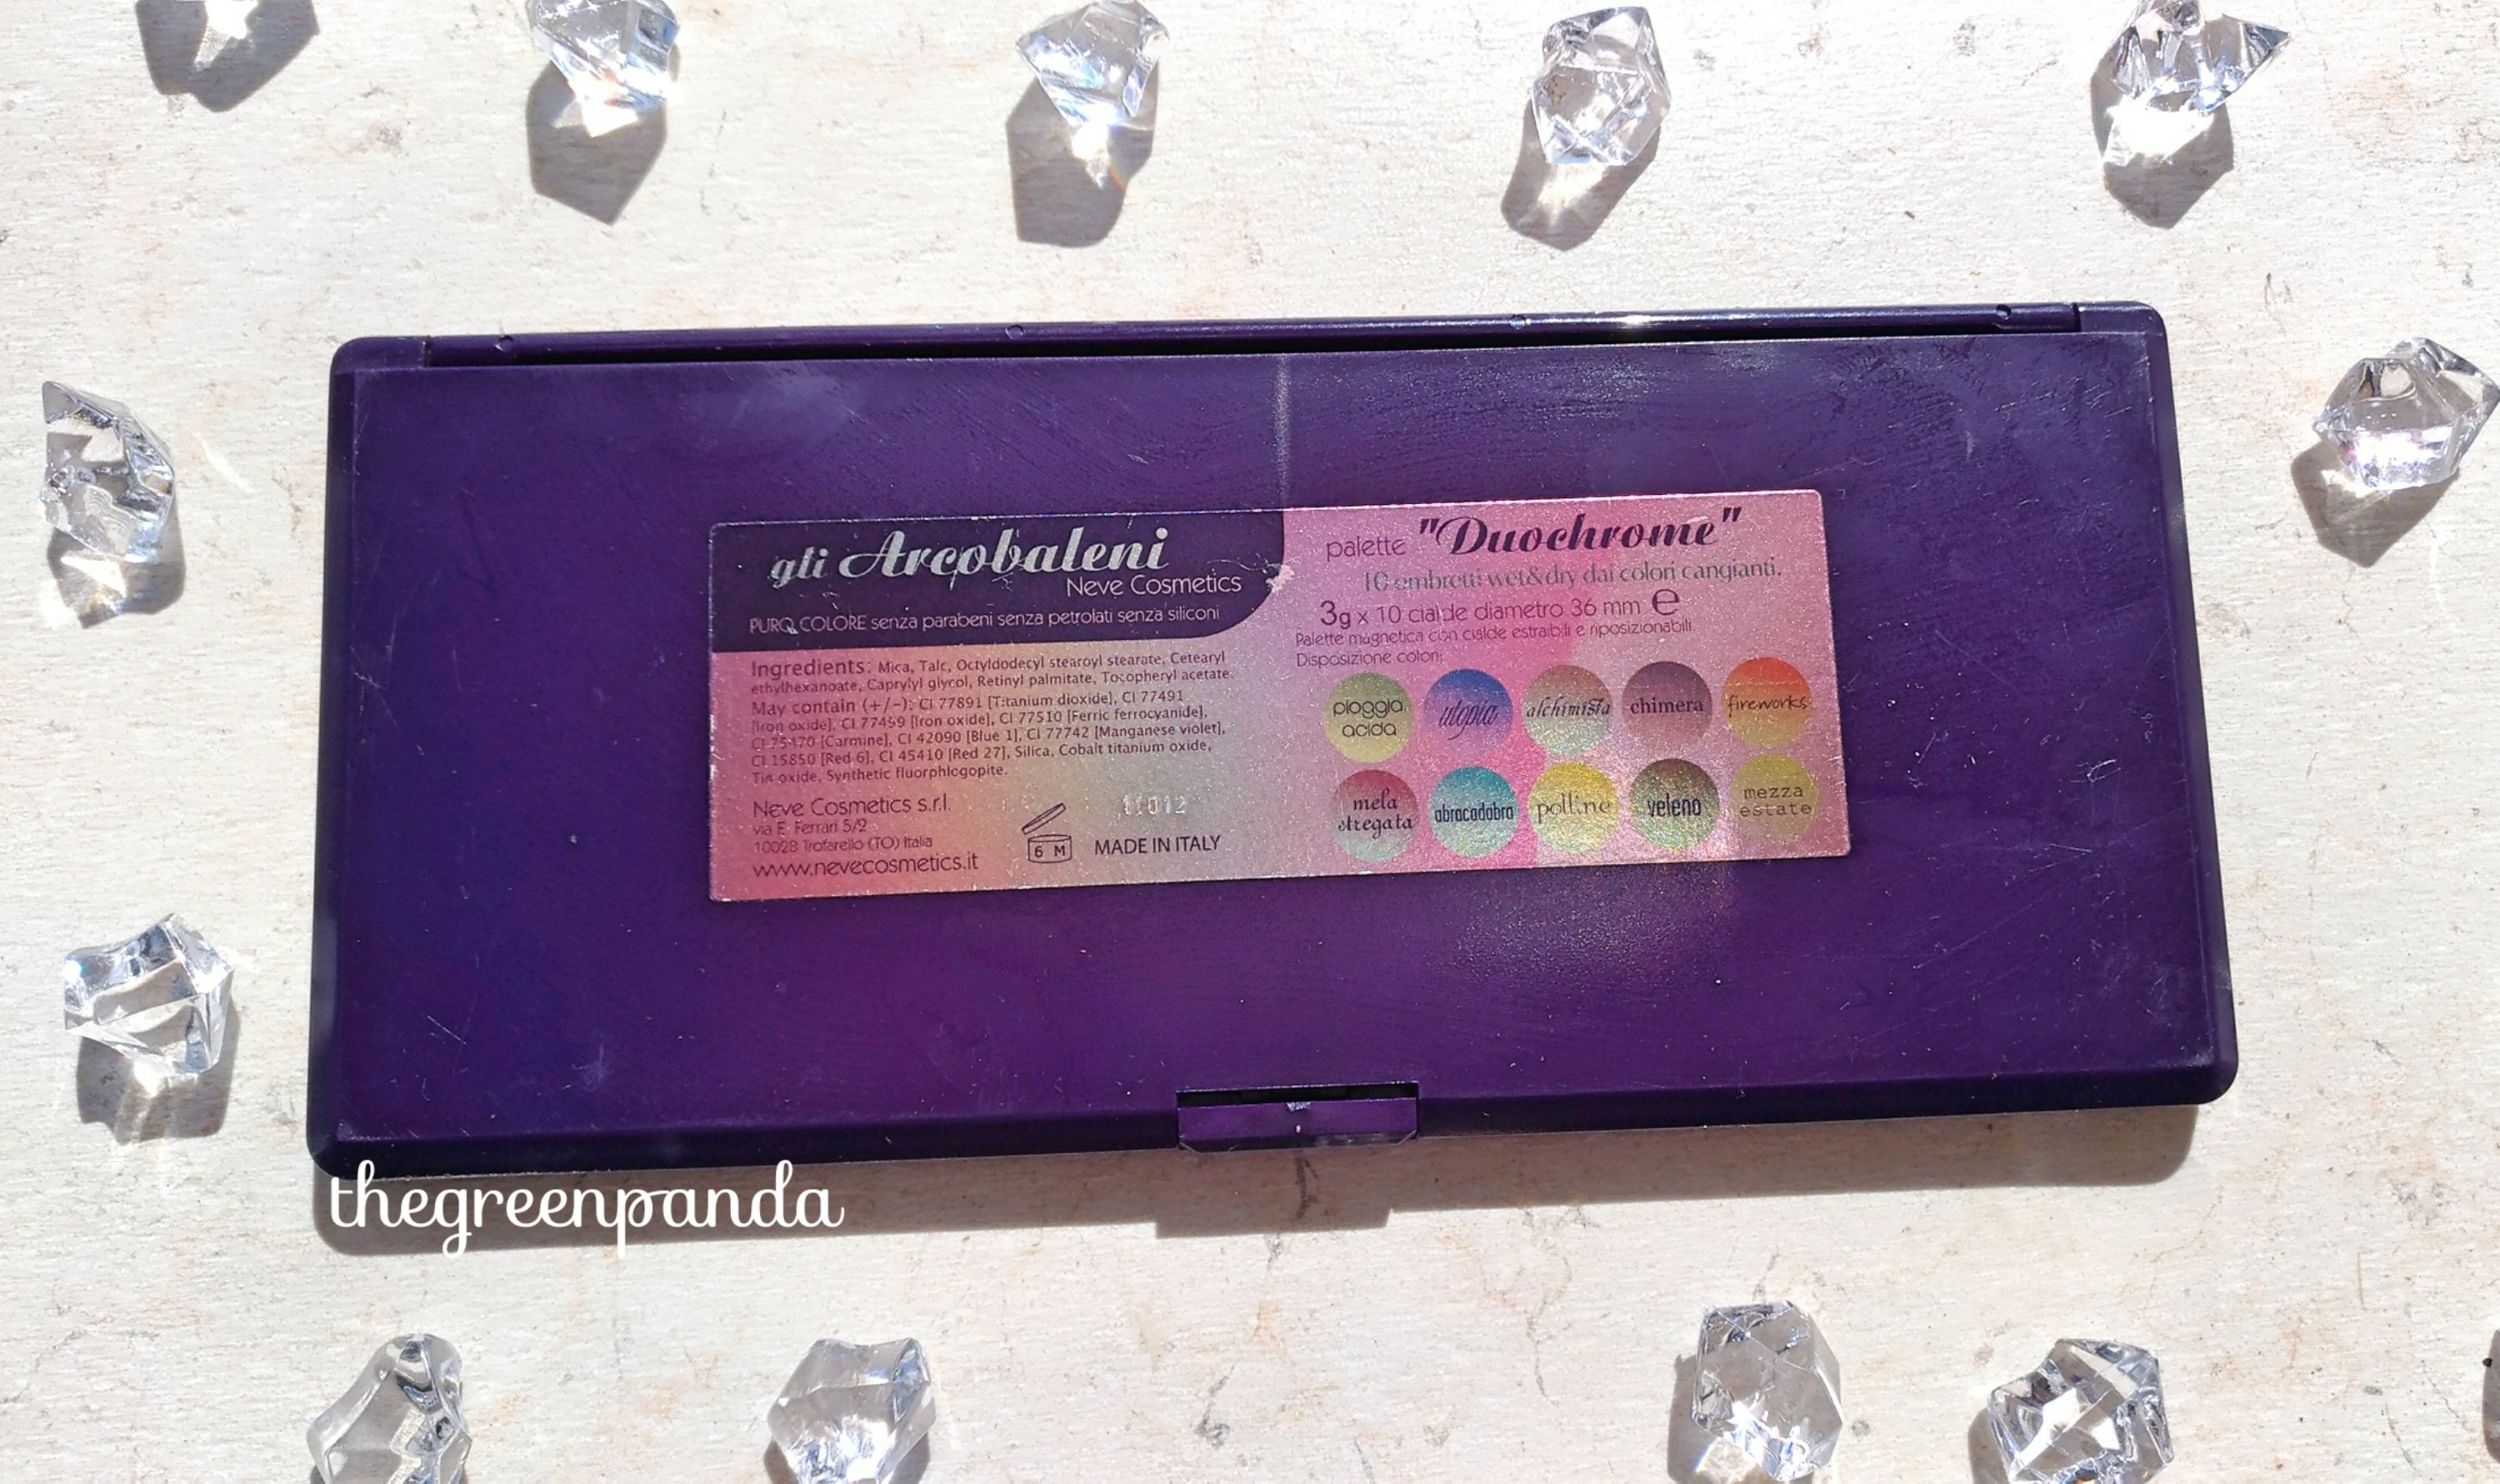 gli Arcobaleni
Neve Cosmetics
PURO COLORE senza parabeni senza petrolati senza siliconi
Ingredients: Mica, Talc, Octyldodecyl stearoyl stearate, Cetearyl
ethylhexanoate, Caprylyl glycol, Retinyl palmitate, Tocopheryl acetate.
May contain (+/-): CI 77891 [Titanium dioxide], CI 77491
[Iron oxide], CI 77499 [Iron oxide], CI 77510 [Ferric ferrocyanide],
CI 75470 [Carmine], CI 42090 [Blue 1], CI 77742 [Manganese violet],
CI 15850 [Red 6], CI 45410 [Red 27], Silica, Cobalt titanium oxide,
Tin oxide, Synthetic fluorphlogopite.
Neve Cosmetics s.r.l.
via E. Ferrari 5/9
10028 Trofarello (TO) Italia
www.nevecosmetics.it
6 M
11012
MADE IN ITALY
palette "Duochrome"
10 ombretti wet&dry dai colori cangianti.
3g x 10 cialde diametro 36 mm e
Palette magnetica con cialde estraibili e riposizionabili
Disposizione colori:
pioggia acida
utopia
alchimista
chimera
fireworks
mela stregata
abracadabra
polline
veleno
mezza estate
thegreenpanda